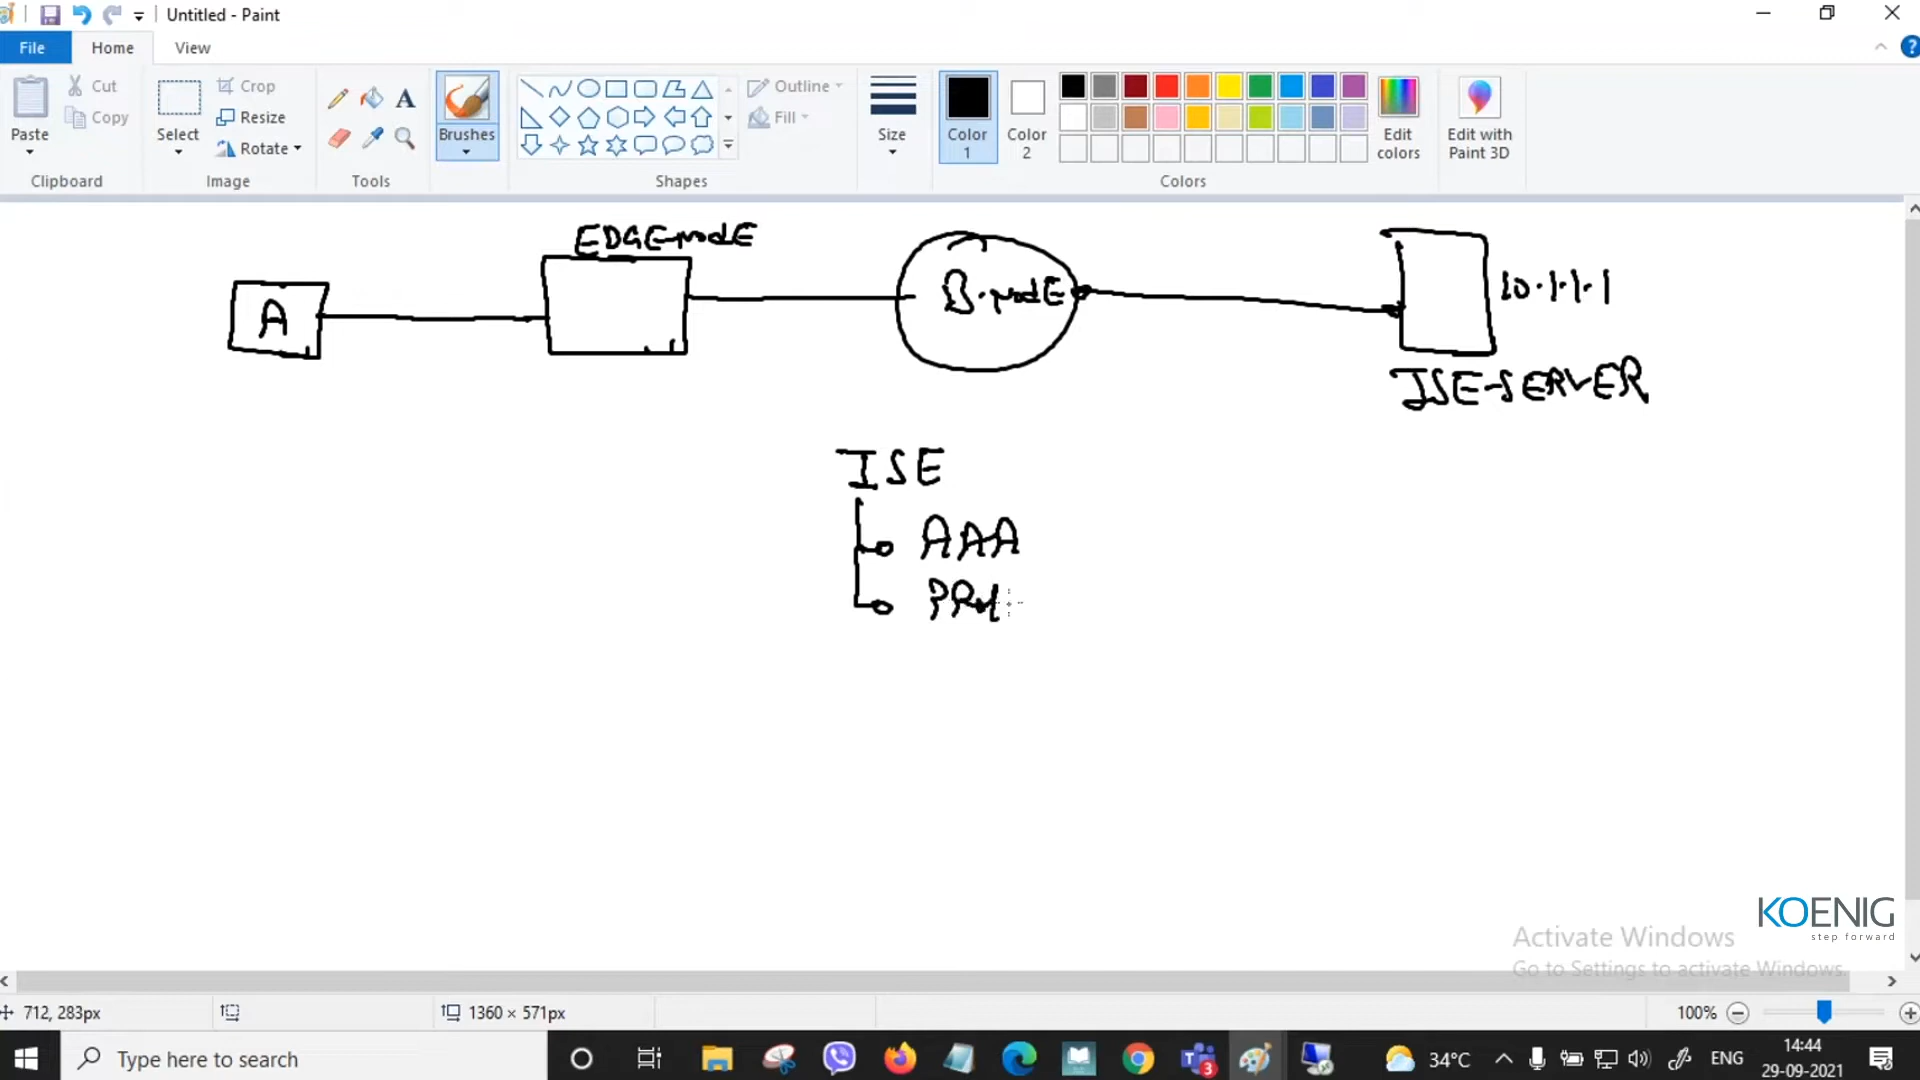 Untitled - Paint
File Home View
Paste
Cut
Copy
Clipboard
Select
Crop
Resize
Rotate
Image
Tools
Brushes
Shapes
Outline
Fill
Size
Color 1
Color 2
Colors
Edit colors
Edit with Paint 3D
EDGE node
A
B.nodE
10.1.1.1
ISE-SERVER
ISE
AAA
KOENIG
step forward
Activate Windows
Go to Settings to activate Windows.
712, 283px
1360 × 571px
100%
Type here to search
3
34°C
ENG
14:44
29-09-2021